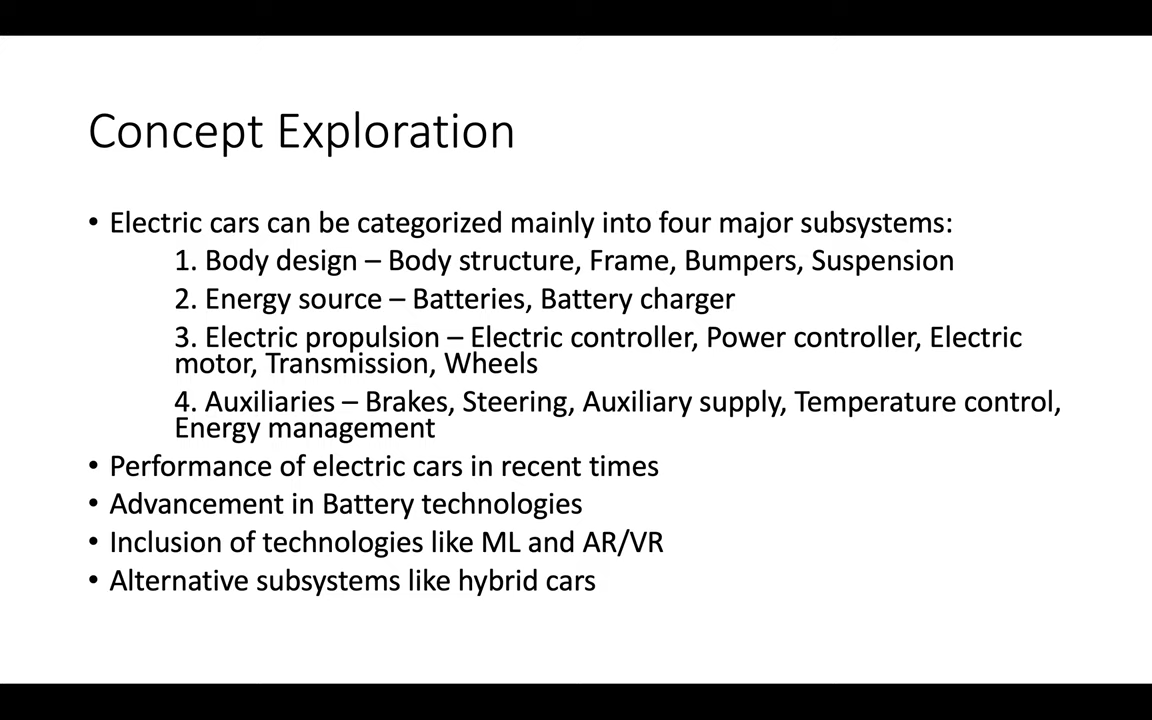 Concept Exploration
• Electric cars can be categorized mainly into four major subsystems:
1. Body design – Body structure, Frame, Bumpers, Suspension
2. Energy source – Batteries, Battery charger
3. Electric propulsion – Electric controller, Power controller, Electric
motor, Transmission, Wheels
4. Auxiliaries – Brakes, Steering, Auxiliary supply, Temperature control,
Energy management
• Performance of electric cars in recent times
• Advancement in Battery technologies
• Inclusion of technologies like ML and AR/VR
• Alternative subsystems like hybrid cars